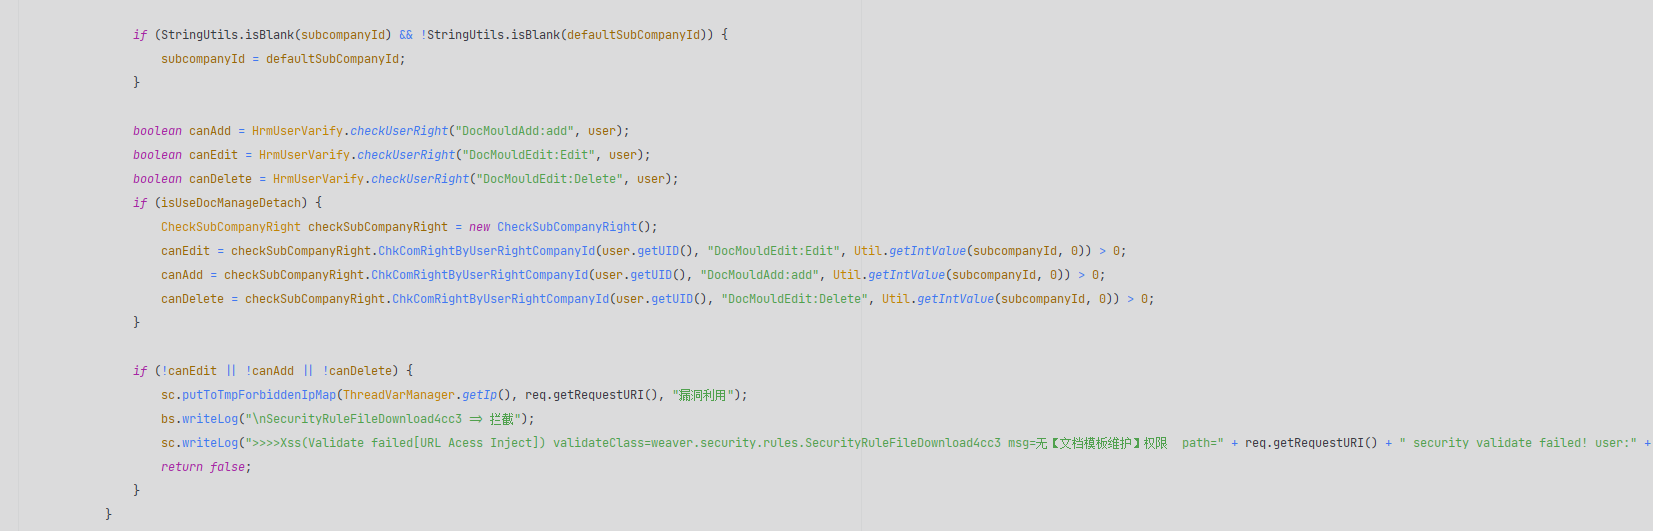 if (StringUtils.isBlank(subcompanyId) && !StringUtils.isBlank(defaultSubCompanyId)) {
subcompanyId = defaultSubCompanyId;
}
boolean canAdd = HrmUserVarify.checkUserRight("DocMouldAdd:add", user);
boolean canEdit = HrmUserVarify.checkUserRight("DocMouldEdit:Edit", user);
boolean canDelete = HrmUserVarify.checkUserRight("DocMouldEdit:Delete", user);
if (isUseDocManageDetach) {
CheckSubCompanyRight checkSubCompanyRight = new CheckSubCompanyRight();
canEdit = checkSubCompanyRight.ChkComRightByUserRightCompanyId(user.getUID(), "DocMouldEdit:Edit", Util.getIntValue(subcompanyId, 0)) > 0;
canAdd = checkSubCompanyRight.ChkComRightByUserRightCompanyId(user.getUID(), "DocMouldAdd:add", Util.getIntValue(subcompanyId, 0)) > 0;
canDelete = checkSubCompanyRight.ChkComRightByUserRightCompanyId(user.getUID(), "DocMouldEdit:Delete", Util.getIntValue(subcompanyId, 0)) > 0;
}
if (!canEdit || !canAdd || !canDelete) {
sc.putToTmpForbiddenIpMap(ThreadVarManager.getIp(), req.getRequestURI(), "漏洞利用");
bs.writeLog("\nSecurityRuleFileDownload4cc3 => 拦截");
sc.writeLog(">>>>Xss(Validate failed[URL Acess Inject]) validateClass=weaver.security.rules.SecurityRuleFileDownload4cc3 msg=无【文档模板维护】权限  path=" + req.getRequestURI() + " security validate failed! user:" +
return false;
}
}